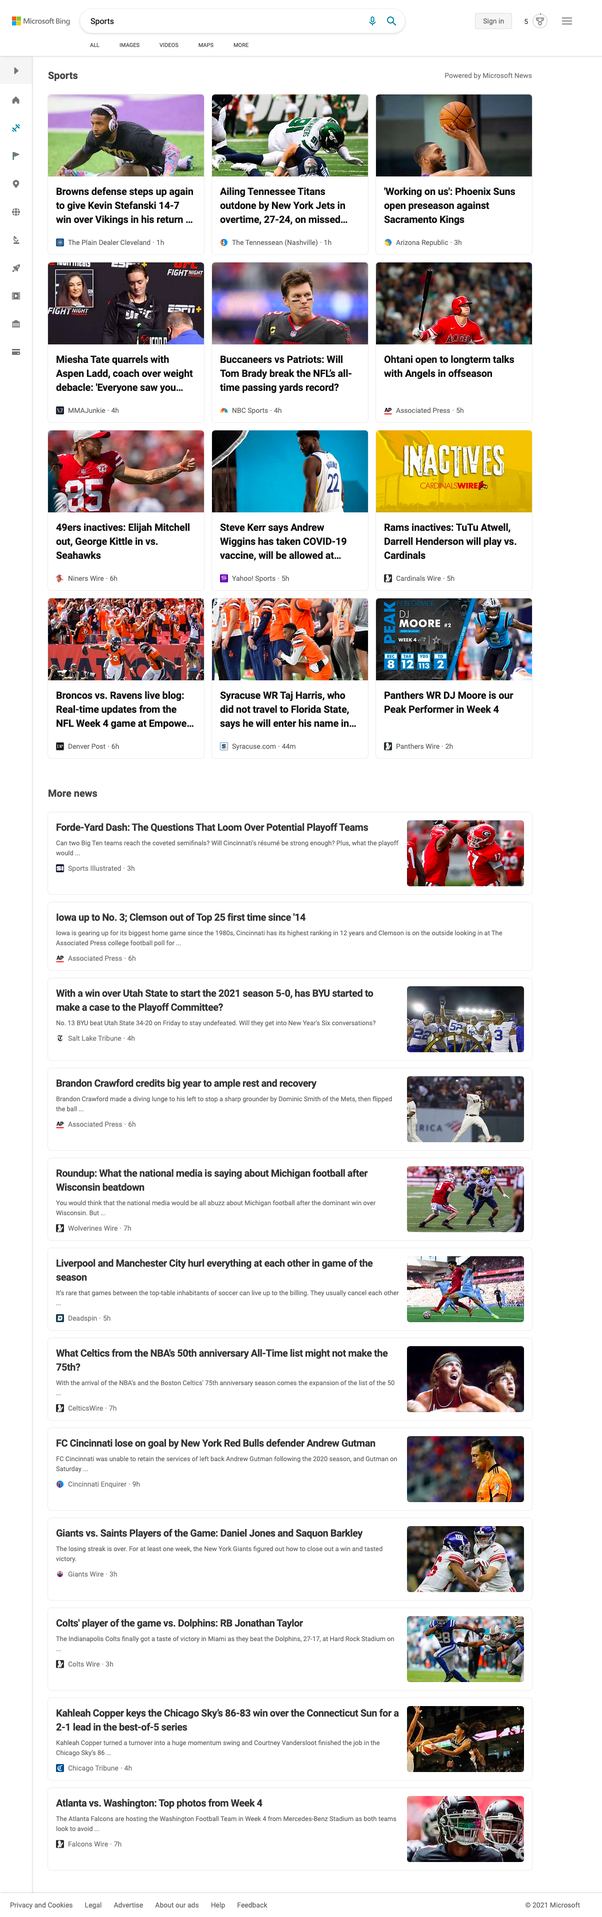 Microsoft Bing
Sports
Sign in
5
ALL IMAGES VIDEOS MAPS MORE
Sports
Powered by Microsoft News
Browns defense steps up again
to give Kevin Stefanski 14-7
win over Vikings in his return ...
The Plain Dealer Cleveland · 1h
Ailing Tennessee Titans
outdone by New York Jets in
overtime, 27-24, on missed...
The Tennessean (Nashville) · 1h
'Working on us': Phoenix Suns
open preseason against
Sacramento Kings
Arizona Republic · 3h
FIGHT NIGHT
ESPN+
FIGHT NIGHT
Miesha Tate quarrels with
Aspen Ladd, coach over weight
debacle: 'Everyone saw you...
MMAJunkie · 4h
Buccaneers vs Patriots: Will
Tom Brady break the NFL's all-
time passing yards record?
NBC Sports · 4h
Ohtani open to longterm talks
with Angels in offseason
AP Associated Press · 5h
85
49ers inactives: Elijah Mitchell
out, George Kittle in vs.
Seahawks
Niners Wire · 6h
22
Steve Kerr says Andrew
Wiggins has taken COVID-19
vaccine, will be allowed at...
Yahoo! Sports · 5h
INACTIVES
CARDINALSWIRE
Rams inactives: TuTu Atwell,
Darrell Henderson will play vs.
Cardinals
Cardinals Wire · 5h
Broncos vs. Ravens live blog:
Real-time updates from the
NFL Week 4 game at Empowe...
Denver Post · 6h
Syracuse WR Taj Harris, who
did not travel to Florida State,
says he will enter his name in...
Syracuse.com · 44m
PEAK
DJ
MOORE #2
WEEK 4
REC TAR YDS TD
8 12 113 2
Panthers WR DJ Moore is our
Peak Performer in Week 4
Panthers Wire · 2h
More news
Forde-Yard Dash: The Questions That Loom Over Potential Playoff Teams
Can two Big Ten teams reach the coveted semifinals? Will Cincinnati's résumé be strong enough? Plus, what the playoff
would ...
Sports Illustrated · 3h
Iowa up to No. 3; Clemson out of Top 25 first time since '14
Iowa is gearing up for its biggest home game since the 1980s, Cincinnati has its highest ranking in 12 years and Clemson is on the outside looking in at The
Associated Press college football poll for ...
AP Associated Press · 6h
With a win over Utah State to start the 2021 season 5-0, has BYU started to
make a case to the Playoff Committee?
No. 13 BYU beat Utah State 34-20 on Friday to stay undefeated. Will they get into New Year's Six conversations?
Salt Lake Tribune · 4h
Brandon Crawford credits big year to ample rest and recovery
Brandon Crawford made a diving lunge to his left to stop a sharp grounder by Dominic Smith of the Mets, then flipped
the ball ...
AP Associated Press · 6h
Roundup: What the national media is saying about Michigan football after
Wisconsin beatdown
You would think that the national media would be all abuzz about Michigan football after the dominant win over
Wisconsin. But ...
Wolverines Wire · 7h
Liverpool and Manchester City hurl everything at each other in game of the
season
It's rare that games between the top-table inhabitants of soccer can live up to the billing. They usually cancel each other
...
Deadspin · 5h
What Celtics from the NBA's 50th anniversary All-Time list might not make the
75th?
With the arrival of the NBA's and the Boston Celtics' 75th anniversary season comes the expansion of the list of the 50
...
CelticsWire · 7h
FC Cincinnati lose on goal by New York Red Bulls defender Andrew Gutman
FC Cincinnati was unable to retain the services of left back Andrew Gutman following the 2020 season, and Gutman on
Saturday ...
Cincinnati Enquirer · 9h
Giants vs. Saints Players of the Game: Daniel Jones and Saquon Barkley
The losing streak is over. For at least one week, the New York Giants figured out how to close out a win and tasted
victory.
Giants Wire · 3h
Colts' player of the game vs. Dolphins: RB Jonathan Taylor
The Indianapolis Colts finally got a taste of victory in Miami as they beat the Dolphins, 27-17, at Hard Rock Stadium on
...
Colts Wire · 3h
Kahleah Copper keys the Chicago Sky's 86-83 win over the Connecticut Sun for a
2-1 lead in the best-of-5 series
Kahleah Copper turned a turnover into a huge momentum swing and Courtney Vandersloot finished the job in the
Chicago Sky's 86 ...
Chicago Tribune · 4h
Atlanta vs. Washington: Top photos from Week 4
The Atlanta Falcons are hosting the Washington Football Team in Week 4 from Mercedes-Benz Stadium as both teams
look to avoid ...
Falcons Wire · 7h
Privacy and Cookies Legal Advertise About our ads Help Feedback
© 2021 Microsoft